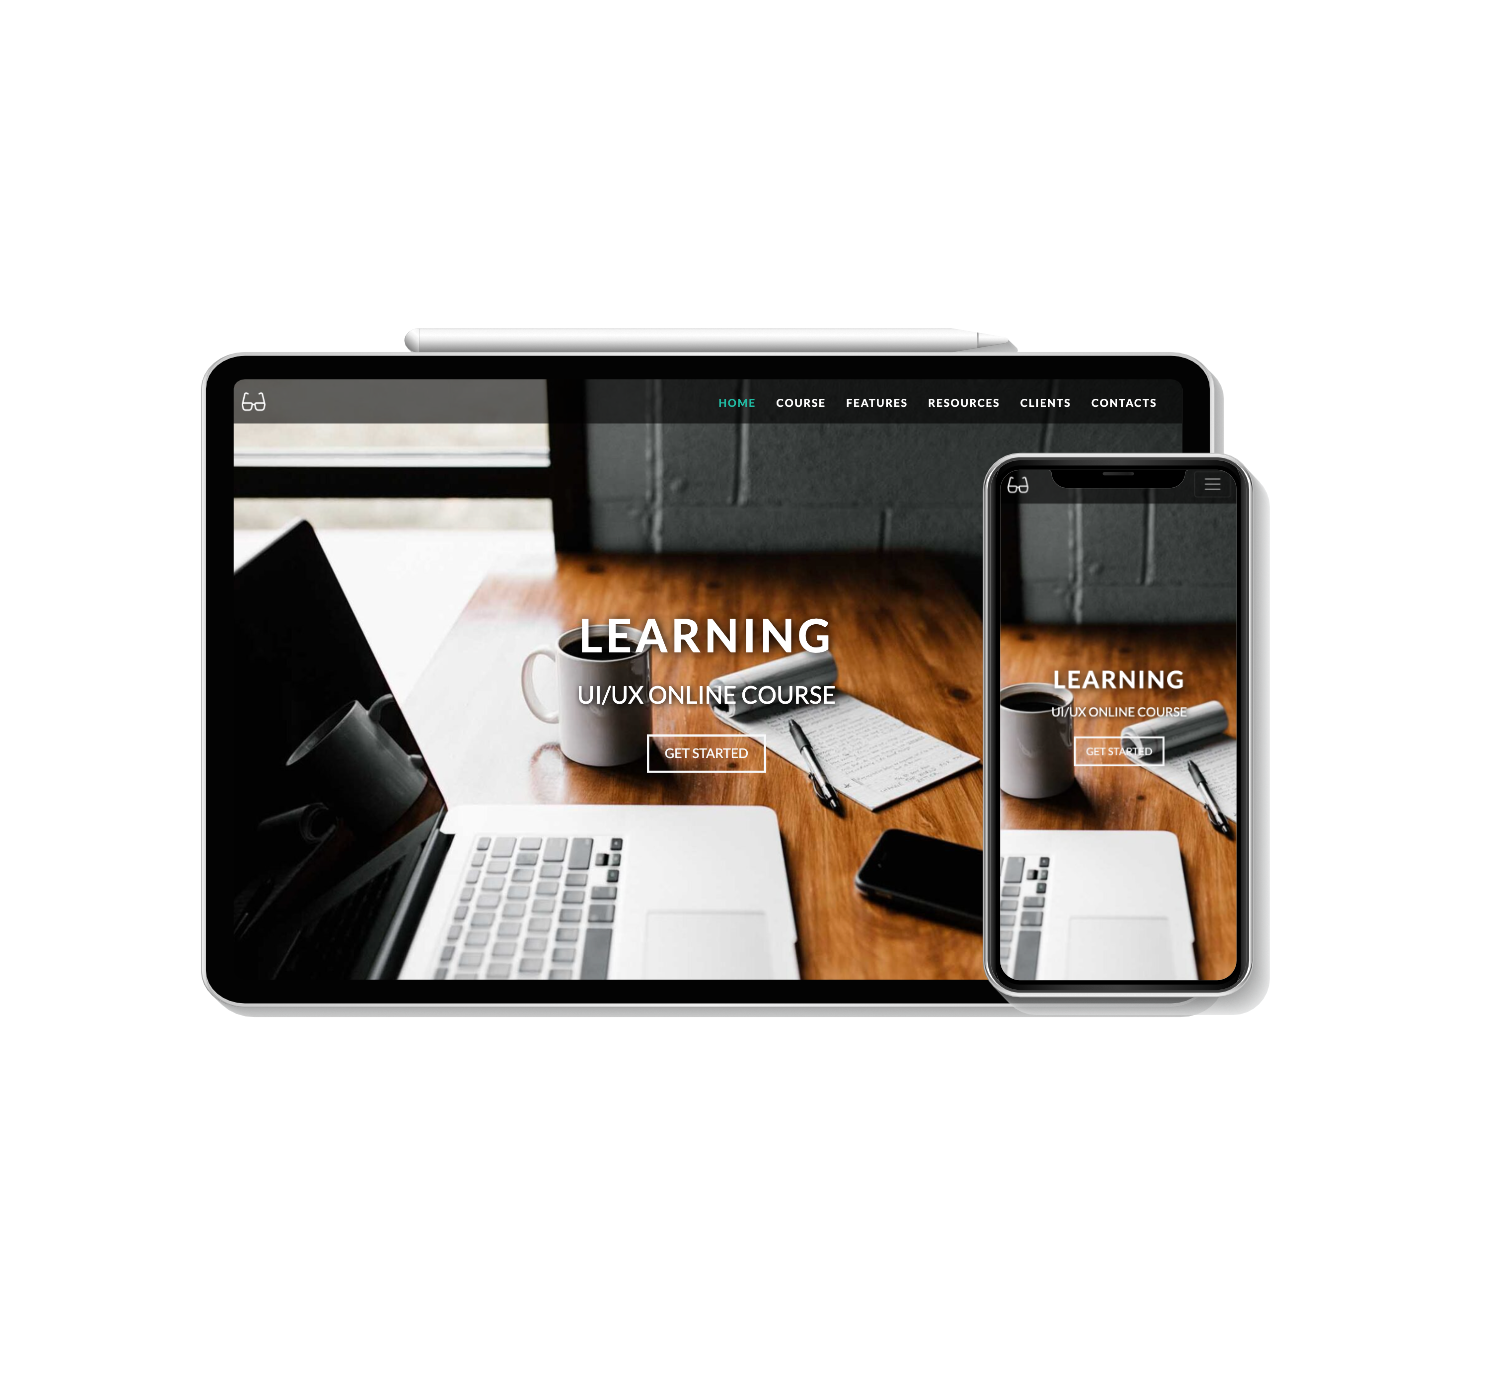 HOME COURSE FEATURES RESOURCES CLIENTS CONTACTS
LEARNING
UI/UX ONLINE COURSE
GET STARTED
LEARNING
UI/UX ONLINE COURSE
GET STARTED